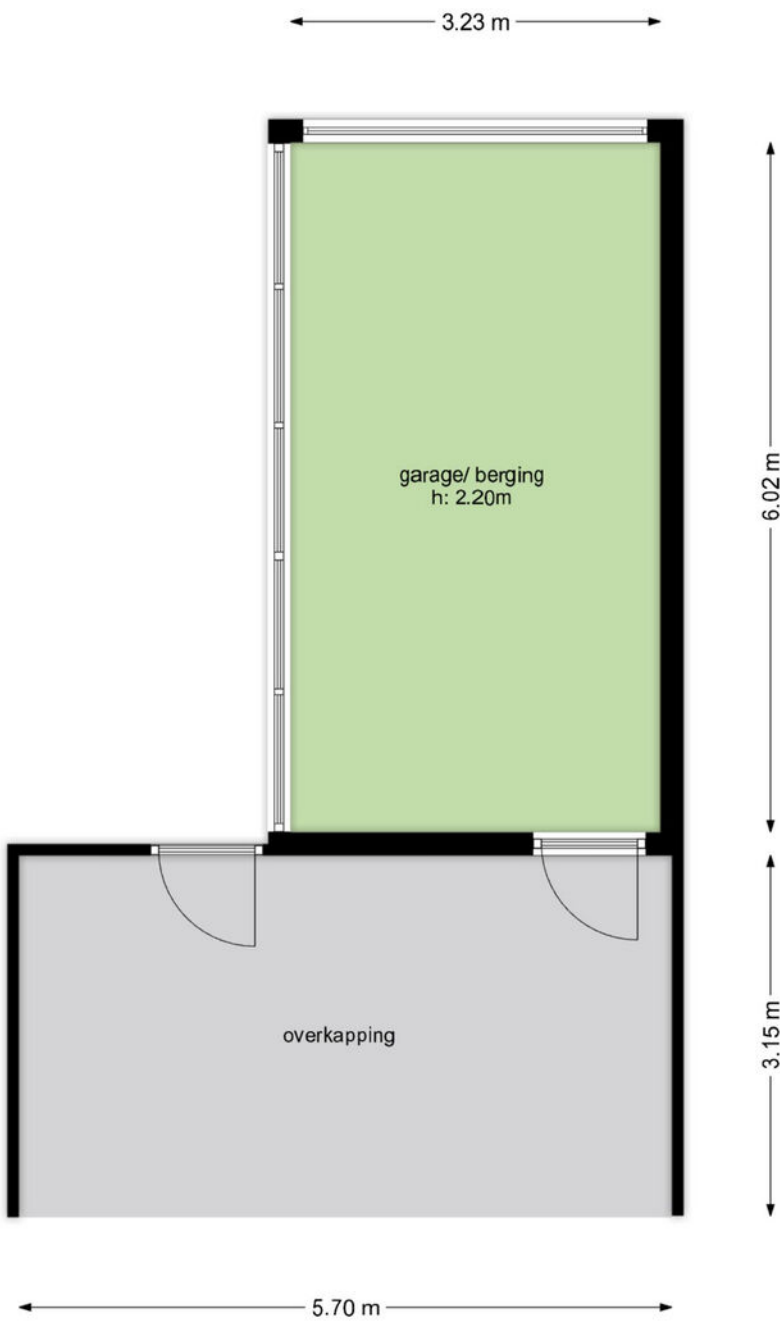 3.23 m
garage/ berging
h: 2.20m
6.02 m
overkapping
3.15 m
5.70 m